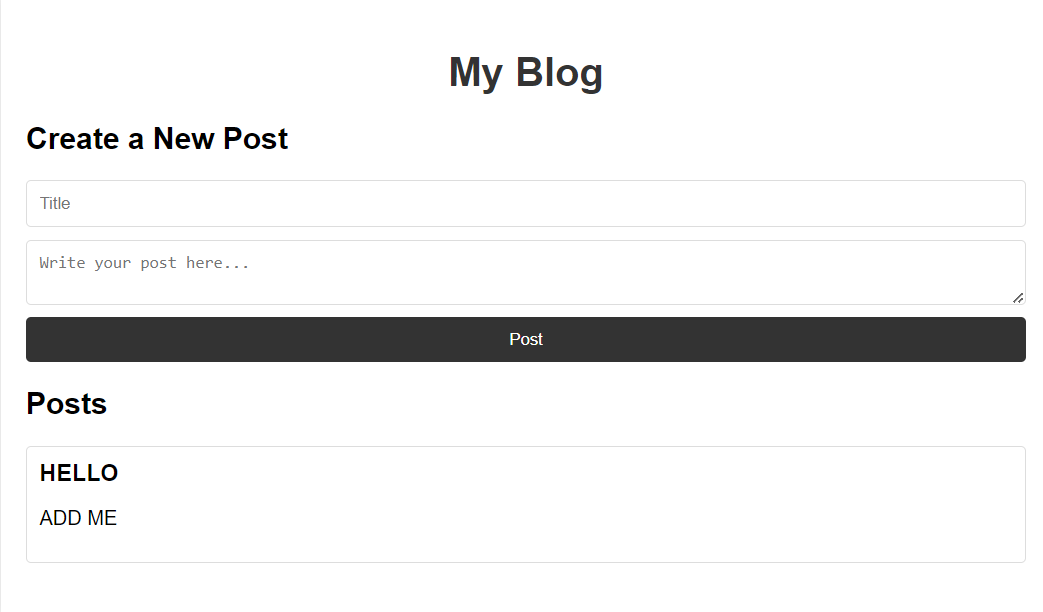 My Blog
Create a New Post
Title
Write your post here...
Post
Posts
HELLO
ADD ME